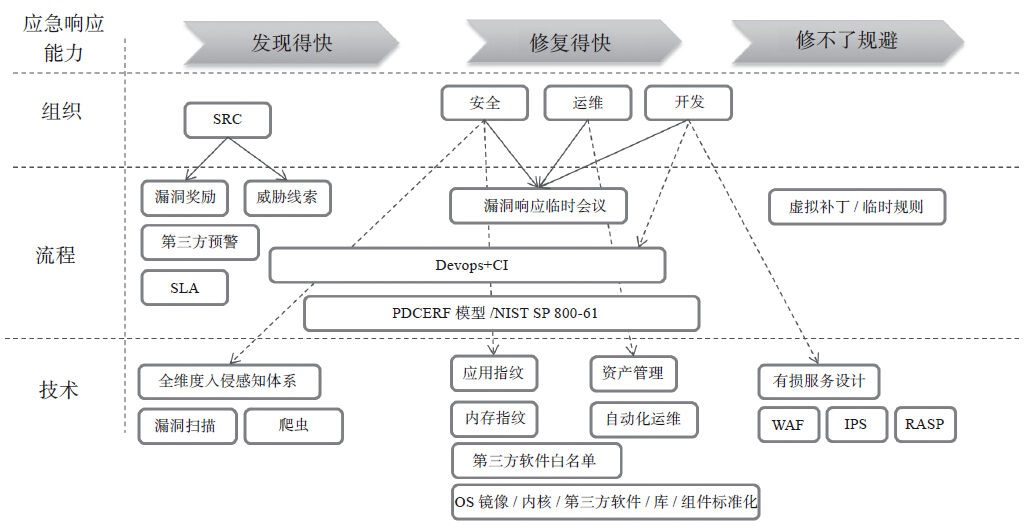 应急响应
能力
发现得快
修复得快
修不了规避
组织
SRC
安全
运维
开发
流程
漏洞奖励
威胁线索
漏洞响应临时会议
虚拟补丁 / 临时规则
第三方预警
Devops+CI
SLA
PDCERF 模型 /NIST SP 800-61
技术
全维度入侵感知体系
应用指纹
资产管理
有损服务设计
漏洞扫描
爬虫
内存指纹
自动化运维
WAF
IPS
RASP
第三方软件白名单
OS 镜像 / 内核 / 第三方软件 / 库 / 组件标准化